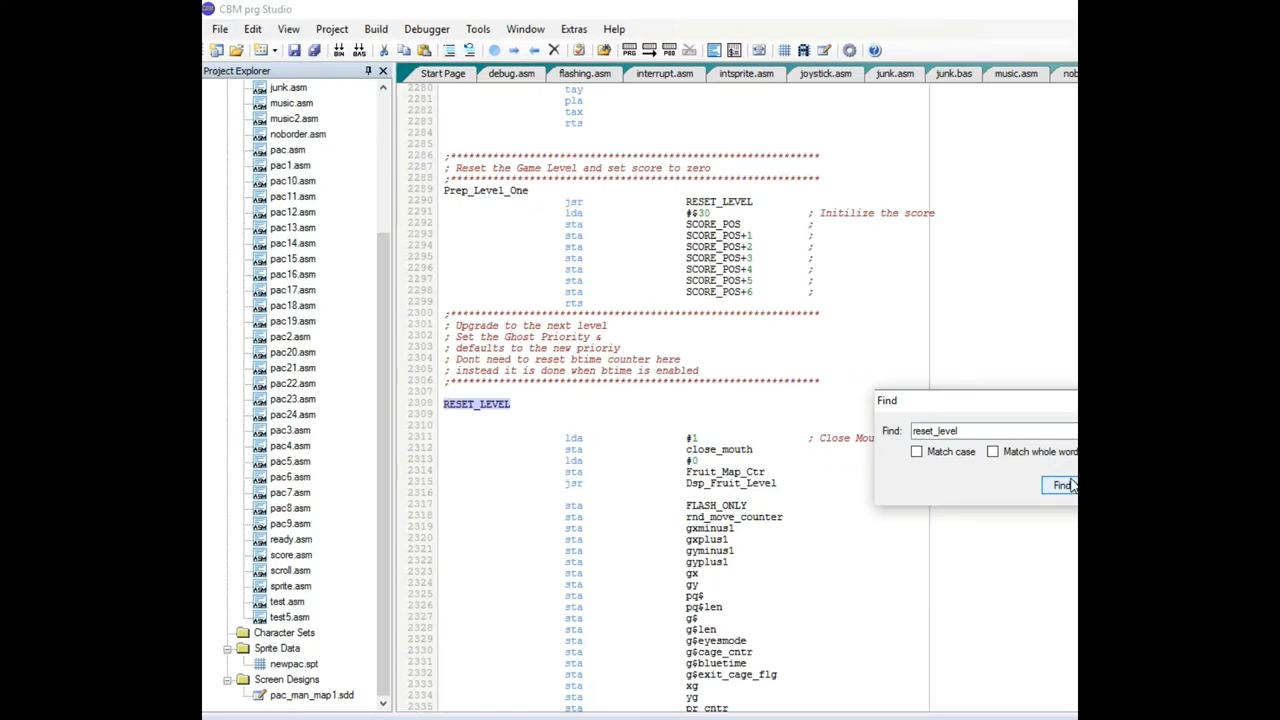 CBM prg Studio
File Edit View Project Build Debugger Tools Extras Help
Project Explorer
Start Page debug.asm flashing.asm interrupt.asm intsprite.asm joystick.asm junk.asm junk.bas music.asm nob
junk.asm
music.asm
music2.asm
noborder.asm
pac.asm
pac1.asm
pac10.asm
pac11.asm
pac12.asm
pac13.asm
pac14.asm
pac15.asm
pac16.asm
pac17.asm
pac18.asm
pac19.asm
pac2.asm
pac20.asm
pac21.asm
pac22.asm
pac23.asm
pac24.asm
pac3.asm
pac4.asm
pac5.asm
pac6.asm
pac7.asm
pac8.asm
pac9.asm
ready.asm
score.asm
scroll.asm
sprite.asm
test.asm
test5.asm
Character Sets
Sprite Data
newpac.spt
Screen Designs
pac_man_map1.sdd
2280 tay
2281 pla
2282 tax
2283 rts
2284
2285
2286 ;*************************************************************
2287 ; Reset the Game Level and set score to zero
2288 ;*************************************************************
2289 Prep_Level_One
2290 jsr RESET_LEVEL
2291 lda #$30 ; Initilize the score
2292 sta SCORE_POS ;
2293 sta SCORE_POS+1 ;
2294 sta SCORE_POS+2 ;
2295 sta SCORE_POS+3 ;
2296 sta SCORE_POS+4 ;
2297 sta SCORE_POS+5 ;
2298 sta SCORE_POS+6 ;
2299 rts
2300 ;*************************************************************
2301 ; Upgrade to the next level
2302 ; Set the Ghost Priority &
2303 ; defaults to the new prioriy
2304 ; Dont need to reset btime counter here
2305 ; instead it is done when btime is enabled
2306 ;*************************************************************
2307
2308 RESET_LEVEL
2309
2311 lda #1 ; Close Mou
2312 sta close_mouth
2313 lda #0
2314 sta Fruit_Map_Ctr
2315 jsr Dsp_Fruit_Level
2316
2317 sta FLASH_ONLY
2318 sta rnd_move_counter
2319 sta gxminus1
2320 sta gxplus1
2321 sta gyminus1
2322 sta gyplus1
2323 sta gx
2324 sta gy
2325 sta pq$
2326 sta pq$len
2327 sta g$
2328 sta g$len
2329 sta g$eyesmode
2330 sta g$cage_cntr
2331 sta g$bluetime
2332 sta g$exit_cage_flg
2333 sta xg
2334 sta yg
2335 sta pr_cntr
Find
Find: reset_level
Match case Match whole word
Find